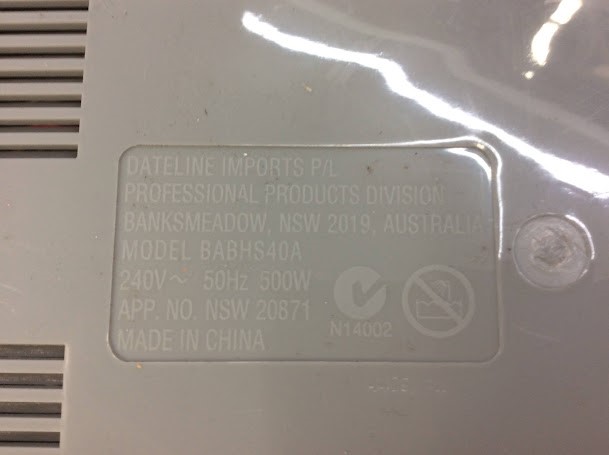 DATELINE IMPORTS P/L
PROFESSIONAL PRODUCTS DIVISION
BANKSMEADOW, NSW 2019, AUSTRALIA
MODEL BABHS40A
240V~ 50Hz 500W
APP. NO. NSW 20871
N14002
MADE IN CHINA